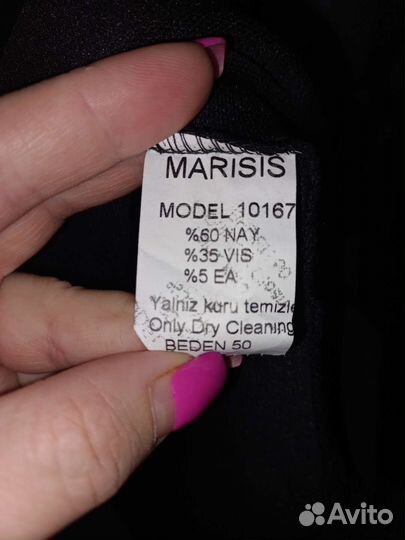 MARISIS
MODEL 10167
%60 NAY
%35 VIS
%5 EA
Yalniz kuru temizle
Only Dry Cleaning
BEDEN 50
Avito